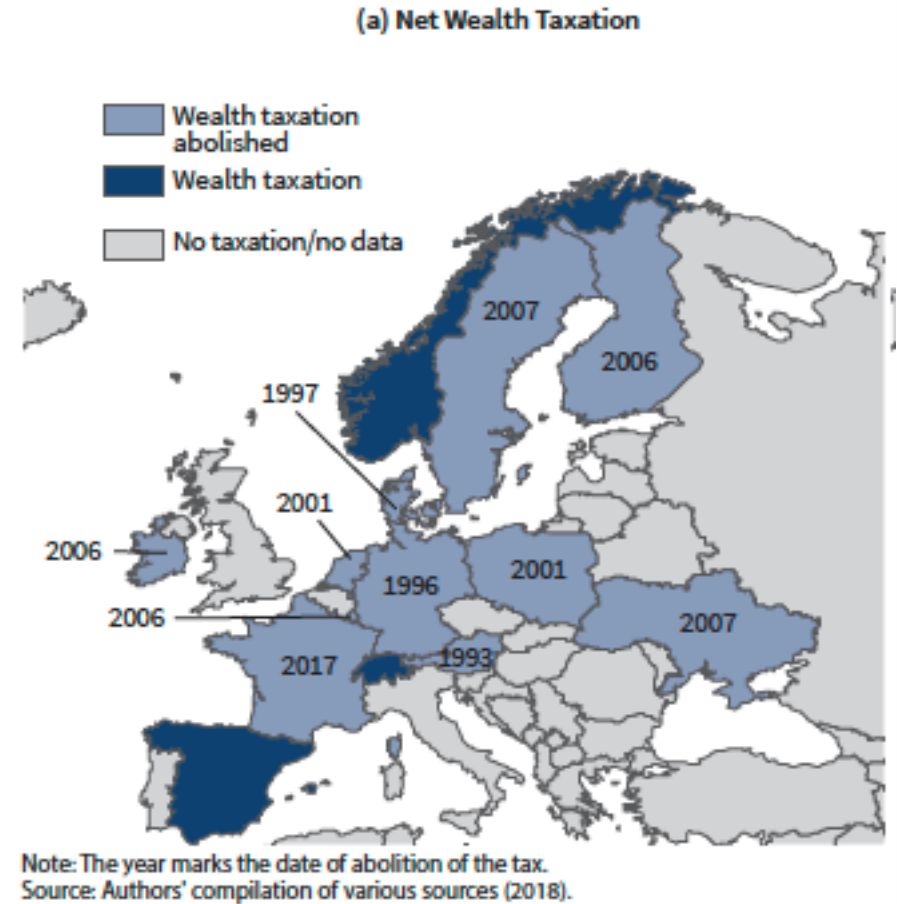 (a) Net Wealth Taxation
Wealth taxation
abolished
Wealth taxation
No taxation/no data
2007
2006
1997
2001
2006
1996
2001
2006
2007
2017
1993
Note: The year marks the date of abolition of the tax.
Source: Authors' compilation of various sources (2018).